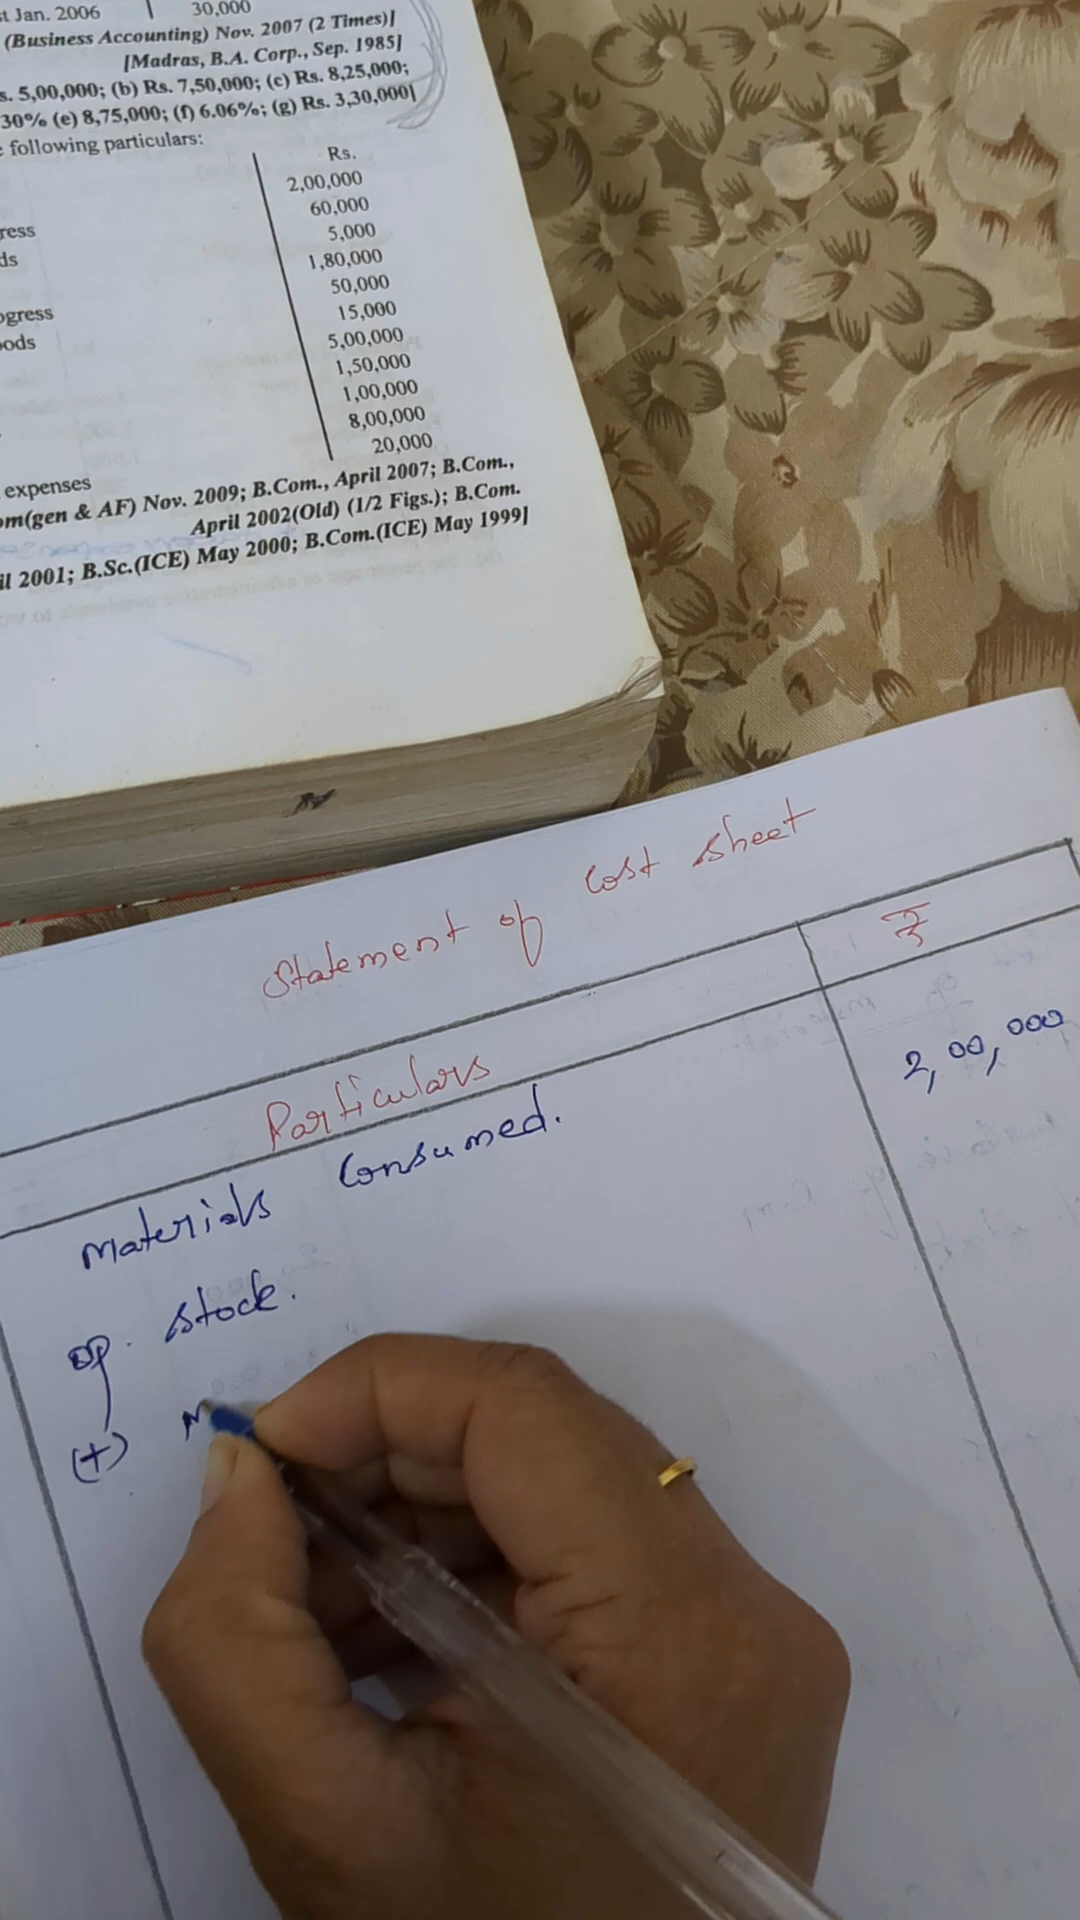 st Jan. 2006 30,000
(Business Accounting) Nov. 2007 (2 Times)]
[Madras, B.A. Corp., Sep. 1985]
s. 5,00,000; (b) Rs. 7,50,000; (c) Rs. 8,25,000;
30% (e) 8,75,000; (f) 6.06%; (g) Rs. 3,30,000]
following particulars:
Rs.
2,00,000
60,000
ress 5,000
ds 1,80,000
50,000
ogress 15,000
oods 5,00,000
1,50,000
1,00,000
8,00,000
expenses 20,000
om(gen & AF) Nov. 2009; B.Com., April 2007; B.Com.,
April 2002(Old) (1/2 Figs.); B.Com.
il 2001; B.Sc.(ICE) May 2000; B.Com.(ICE) May 1999]
Statement of Cost sheet
Particulars ₹
Materials Consumed. 2,00,000
op. stock.
(+)